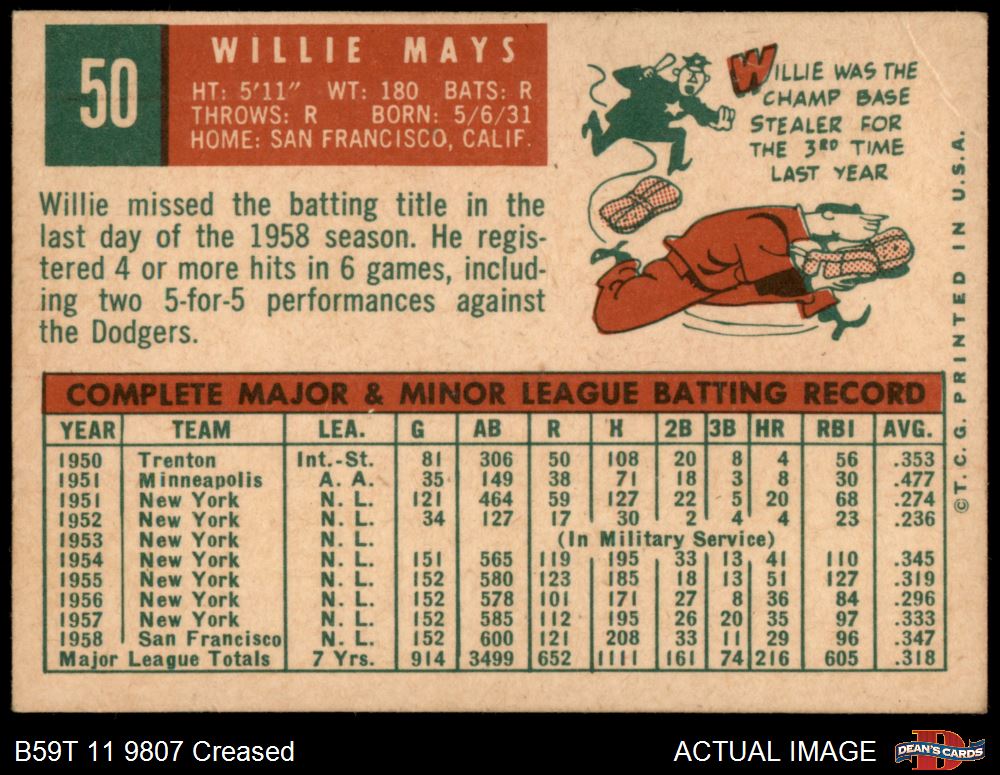 50
WILLIE MAYS
HT: 5'11" WT: 180 BATS: R
THROWS: R BORN: 5/6/31
HOME: SAN FRANCISCO, CALIF.
WILLIE WAS THE
CHAMP BASE
STEALER FOR
THE 3RD TIME
LAST YEAR
Willie missed the batting title in the
last day of the 1958 season. He regis-
tered 4 or more hits in 6 games, includ-
ing two 5-for-5 performances against
the Dodgers.
COMPLETE MAJOR & MINOR LEAGUE BATTING RECORD
YEAR TEAM LEA. G AB R H 2B 3B HR RBI AVG.
1950 Trenton Int.-St. 81 306 50 108 20 8 4 56 .353
1951 Minneapolis A. A. 35 149 38 71 18 3 8 30 .477
1951 New York N. L. 121 464 59 127 22 5 20 68 .274
1952 New York N. L. 34 127 17 30 2 4 4 23 .236
1953 New York N. L. (In Military Service)
1954 New York N. L. 151 565 119 195 33 13 41 110 .345
1955 New York N. L. 152 580 123 185 18 13 51 127 .319
1956 New York N. L. 152 578 101 171 27 8 36 84 .296
1957 New York N. L. 152 585 112 195 26 20 35 97 .333
1958 San Francisco N. L. 152 600 121 208 33 11 29 96 .347
Major League Totals 7 Yrs. 914 3499 652 1111 161 74 216 605 .318
© T. C. G. PRINTED IN U.S.A.
B59T 11 9807 Creased
ACTUAL IMAGE
D
DEAN'S CARDS